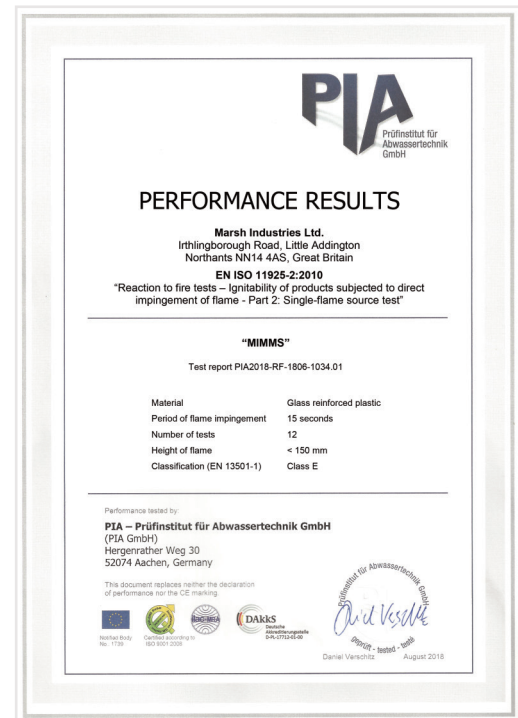 PIA
Prüfinstitut für
Abwassertechnik
GmbH
PERFORMANCE RESULTS
Marsh Industries Ltd.
Irthlingborough Road, Little Addington
Northants NN14 4AS, Great Britain
EN ISO 11925-2:2010
“Reaction to fire tests – Ignitability of products subjected to direct
impingement of flame - Part 2: Single-flame source test”
“MIMMS”
Test report PIA2018-RF-1806-1034.01
Material Glass reinforced plastic
Period of flame impingement 15 seconds
Number of tests 12
Height of flame < 150 mm
Classification (EN 13501-1) Class E
Performance tested by:
PIA – Prüfinstitut für Abwassertechnik GmbH
(PIA GmbH)
Hergenrather Weg 30
52074 Aachen, Germany
This document replaces neither the declaration
of performance nor the CE marking.
Notified Body
No.: 1739
Certified according to
ISO 9001:2008
ilac-MRA
DAkkS
Deutsche
Akkreditierungsstelle
D-PL-17712-01-00
Prüfinstitut für Abwassertechnik GmbH
geprüft - tested - testé
Daniel Verschitz August 2018